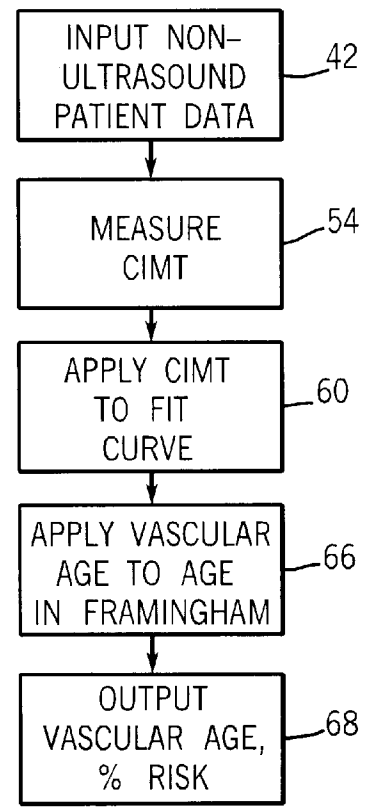 INPUT NON-
ULTRASOUND
PATIENT DATA
42
MEASURE
CIMT
54
APPLY CIMT
TO FIT
CURVE
60
APPLY VASCULAR
AGE TO AGE
IN FRAMINGHAM
66
OUTPUT
VASCULAR AGE,
% RISK
68